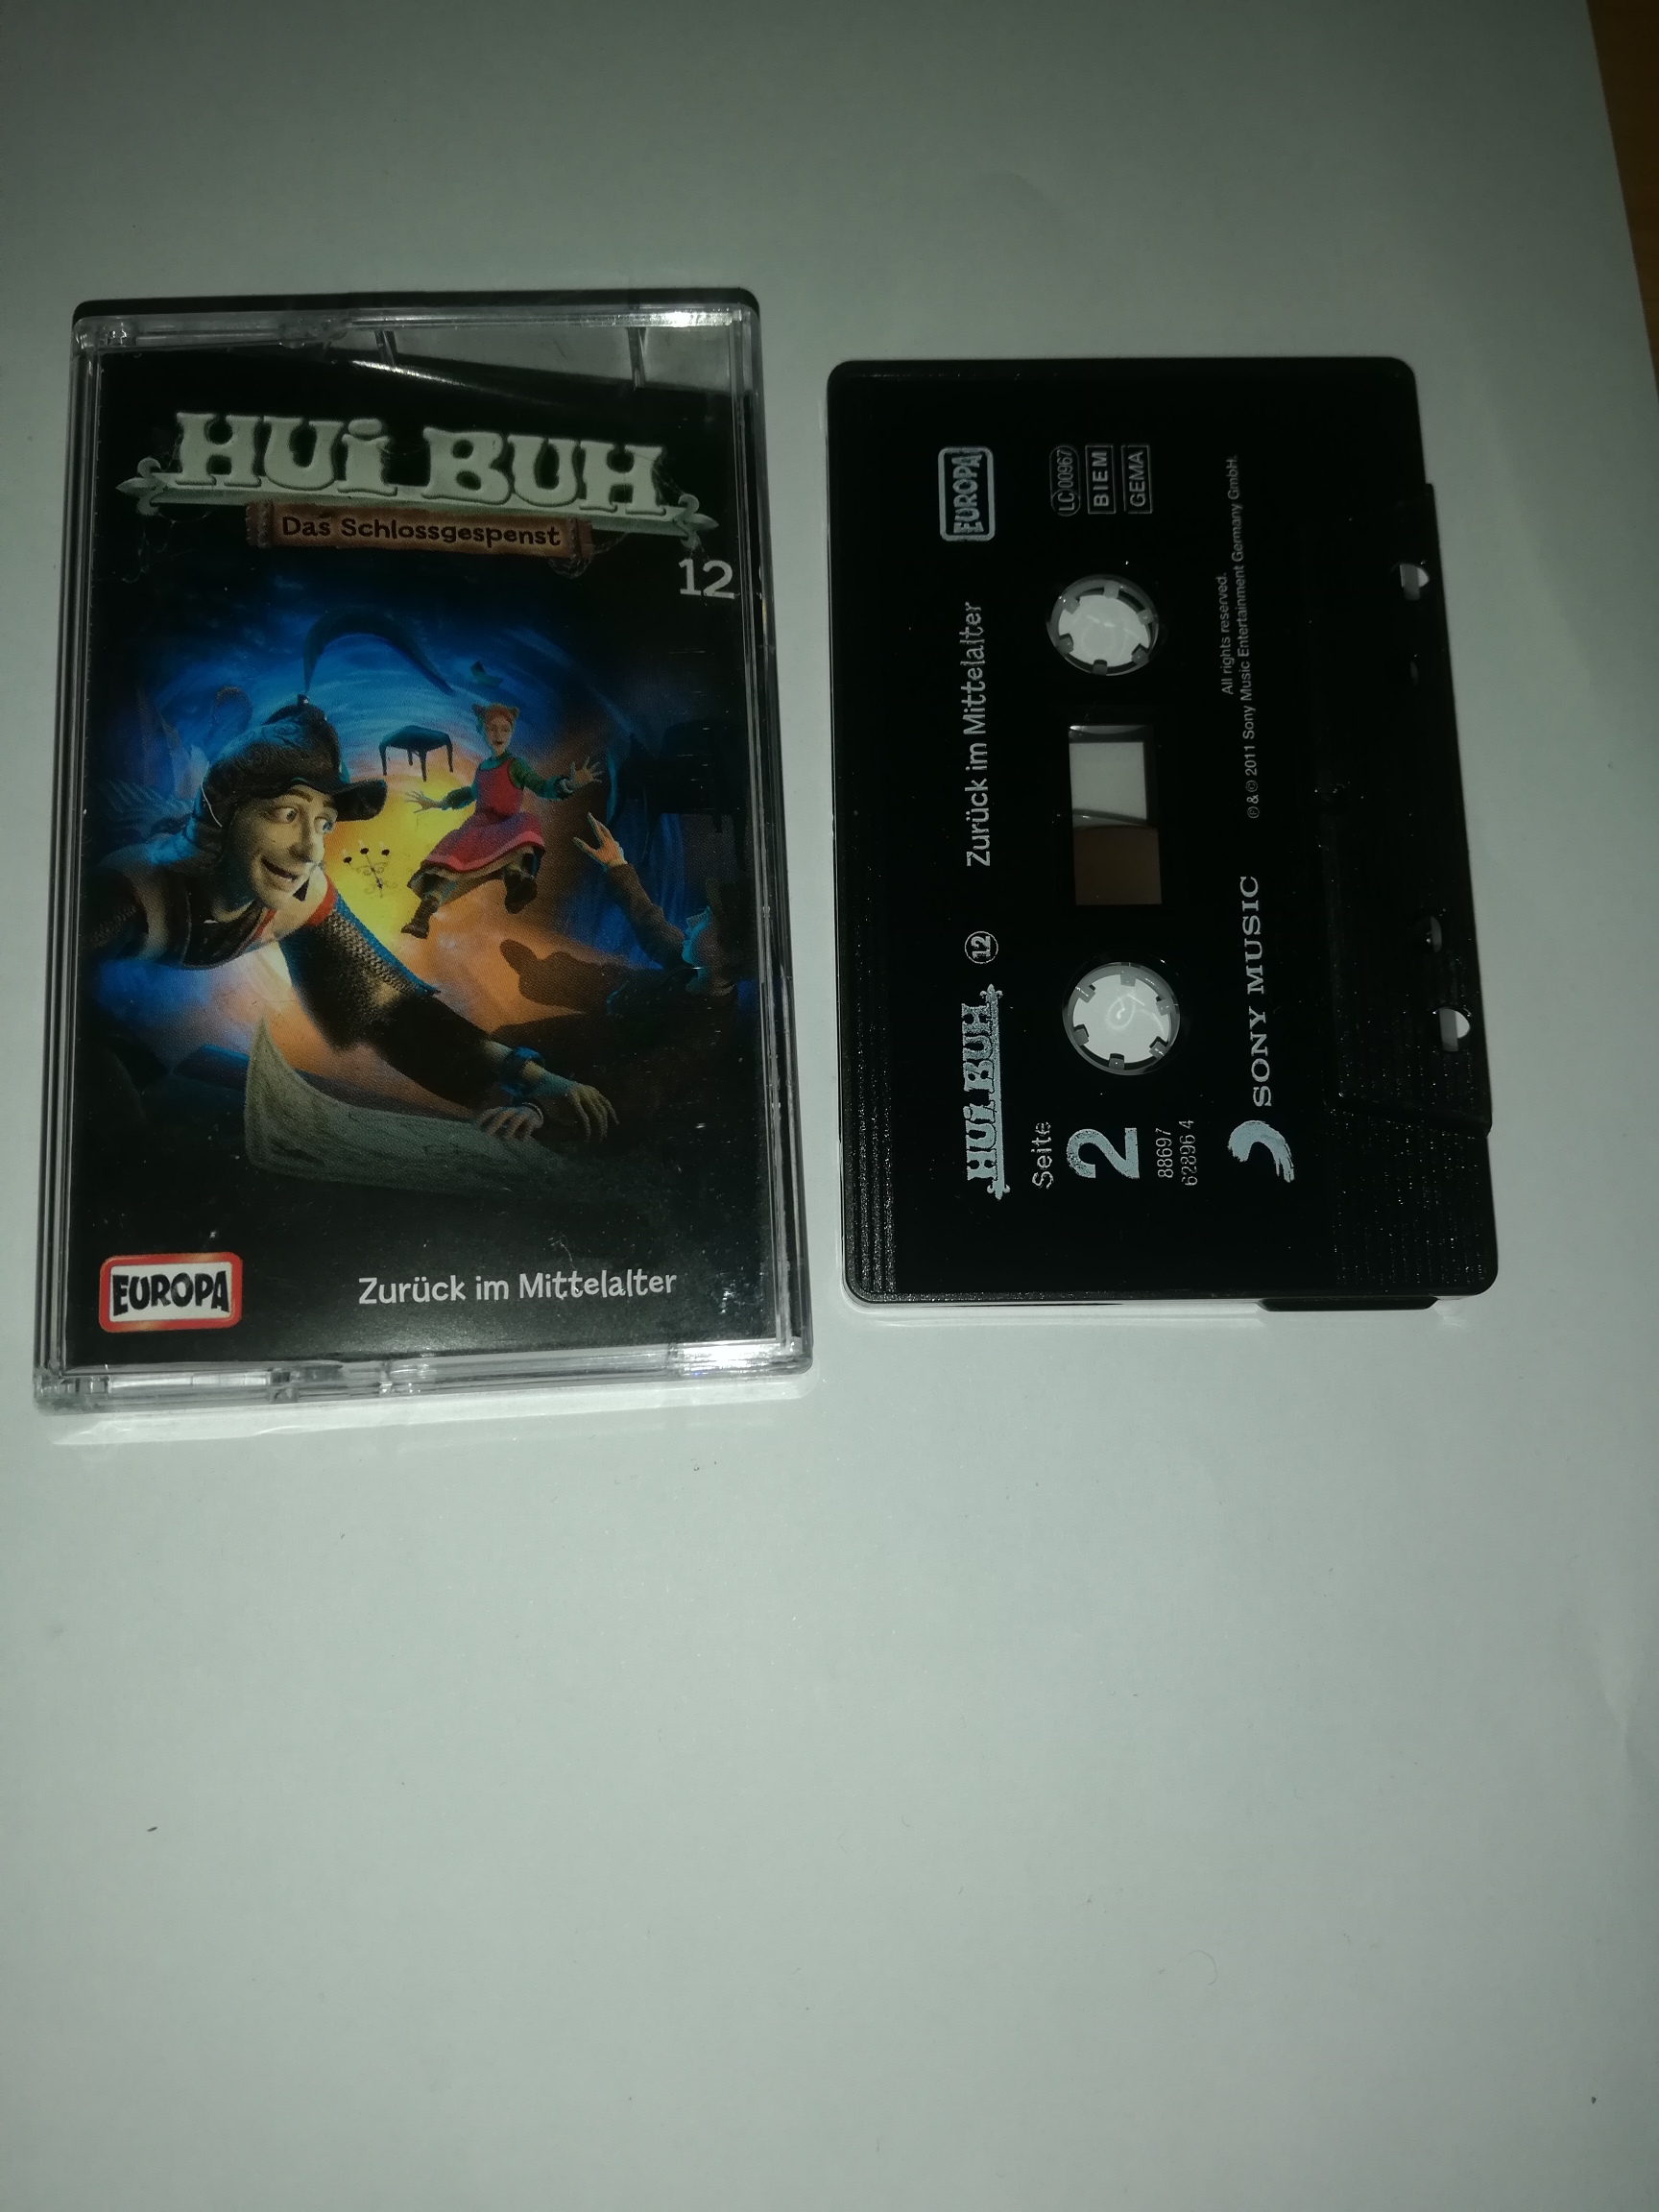 HUi BUH
Das Schlossgespenst
12
EUROPA
Zurück im Mittelalter
EUROPA
LC 00967
BIEM
GEMA
HUi BUH 12 Zurück im Mittelalter
Seite
2
88697
62896 4
All rights reserved.
℗ & © 2011 Sony Music Entertainment Germany GmbH.
SONY MUSIC